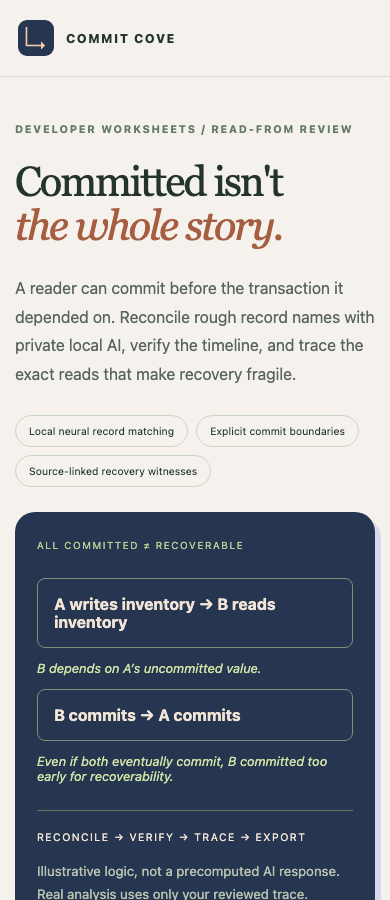 COMMIT COVE
DEVELOPER WORKSHEETS / READ-FROM REVIEW
Committed isn't
the whole story.
A reader can commit before the transaction it
depended on. Reconcile rough record names with
private local AI, verify the timeline, and trace the
exact reads that make recovery fragile.
Local neural record matching
Explicit commit boundaries
Source-linked recovery witnesses
ALL COMMITTED ≠ RECOVERABLE
A writes inventory → B reads
inventory
B depends on A's uncommitted value.
B commits → A commits
Even if both eventually commit, B committed too
early for recoverability.
RECONCILE → VERIFY → TRACE → EXPORT
Illustrative logic, not a precomputed AI response.
Real analysis uses only your reviewed trace.